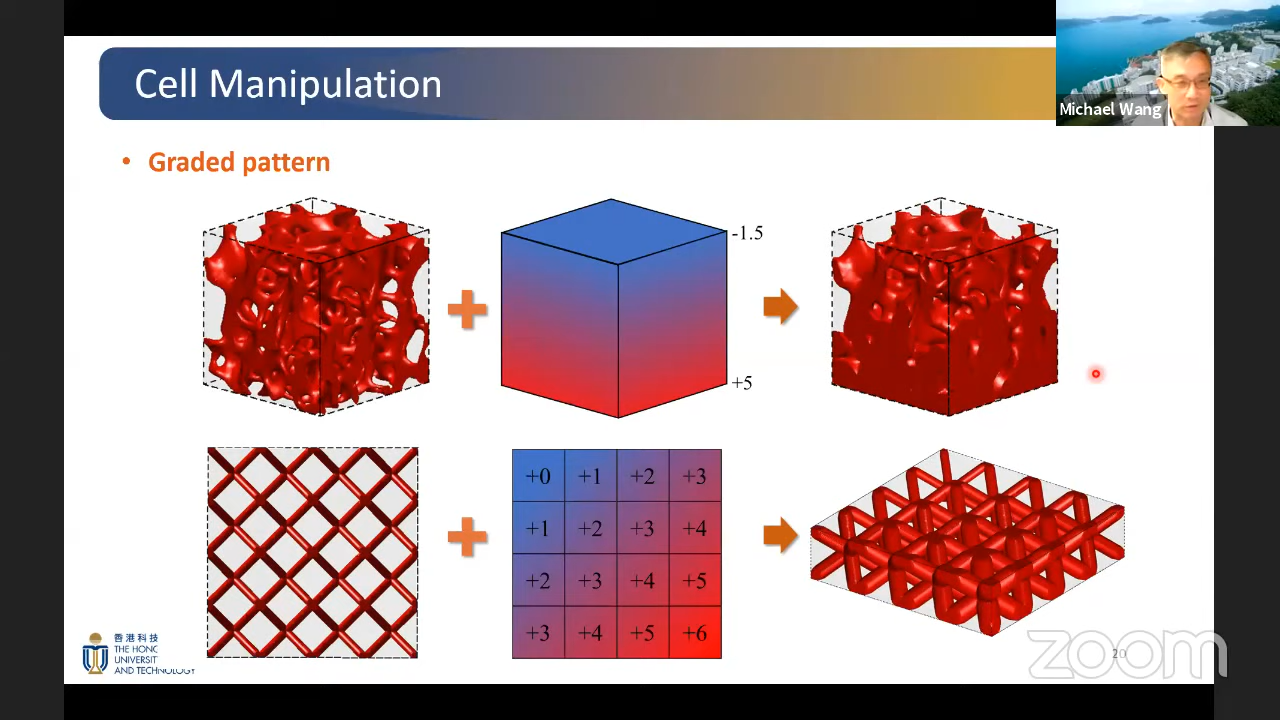 Cell Manipulation
Michael Wang
• Graded pattern
-1.5
+5
+0 +1 +2 +3
+1 +2 +3 +4
+2 +3 +4 +5
+3 +4 +5 +6
香港科技
THE HONG
UNIVERSIT
AND TECHNOLOGY
20
zoom